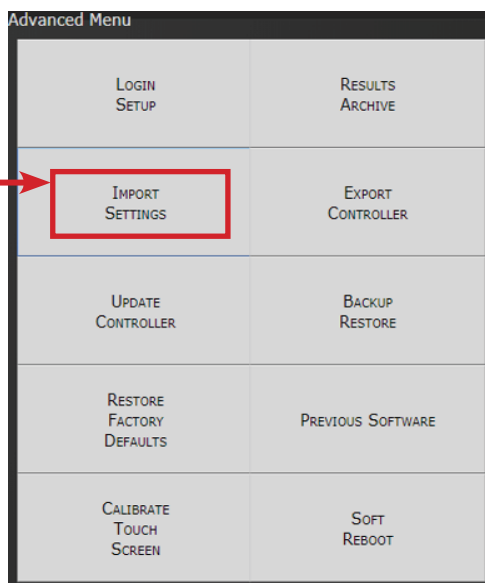 Advanced Menu
LOGIN
SETUP
RESULTS
ARCHIVE
IMPORT
SETTINGS
EXPORT
CONTROLLER
UPDATE
CONTROLLER
BACKUP
RESTORE
RESTORE
FACTORY
DEFAULTS
PREVIOUS SOFTWARE
CALIBRATE
TOUCH
SCREEN
SOFT
REBOOT